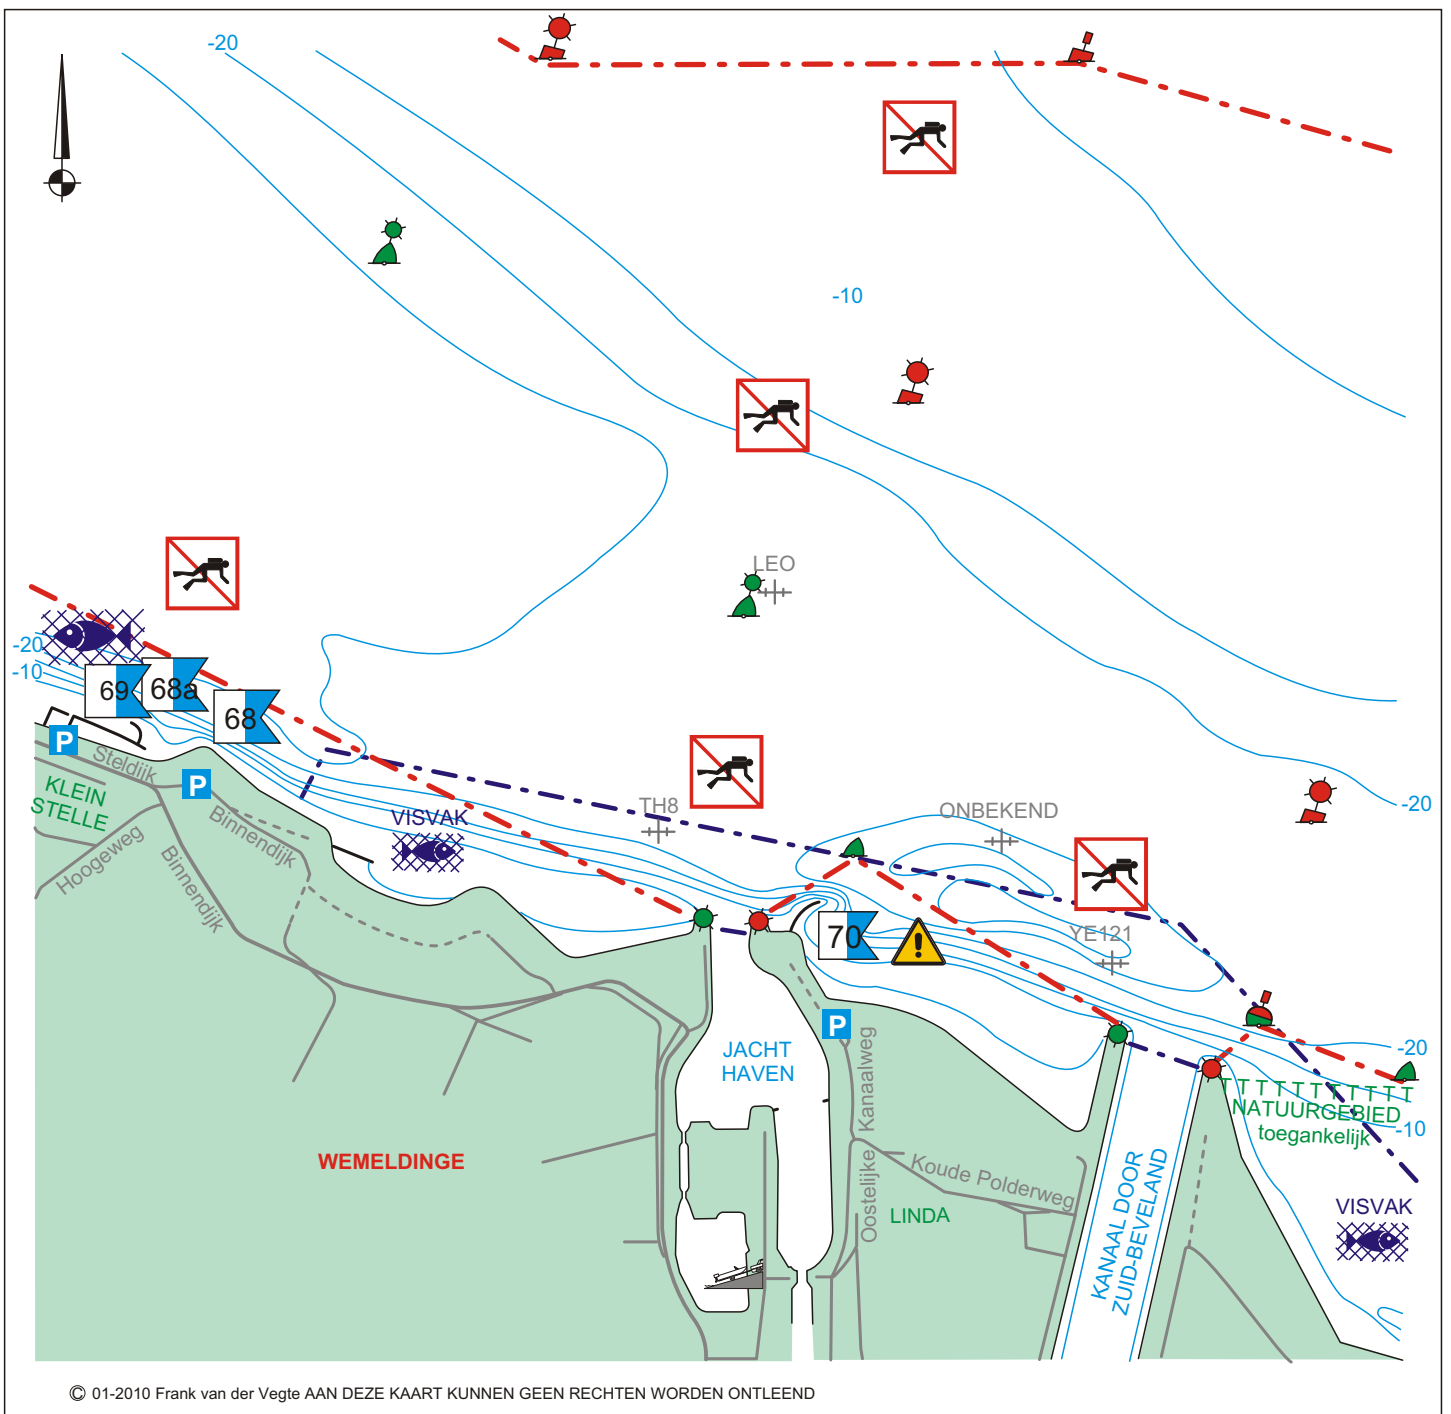 -20
-10
LEO
-20
-10
69
68a
68
P
Steldijk
P
KLEIN
STELLE
Hoogeweg
Binnendijk
Binnendijk
VISVAK
TH8
ONBEKEND
-20
70
!
YE121
P
JACHT
HAVEN
Oostelijke Kanaalweg
-20
TTTTTTTTTTT
NATUURGEBIED
toegankelijk
-10
WEMELDINGE
Koude Polderweg
LINDA
KANAAL DOOR
ZUID-BEVELAND
VISVAK
© 01-2010 Frank van der Vegte AAN DEZE KAART KUNNEN GEEN RECHTEN WORDEN ONTLEEND